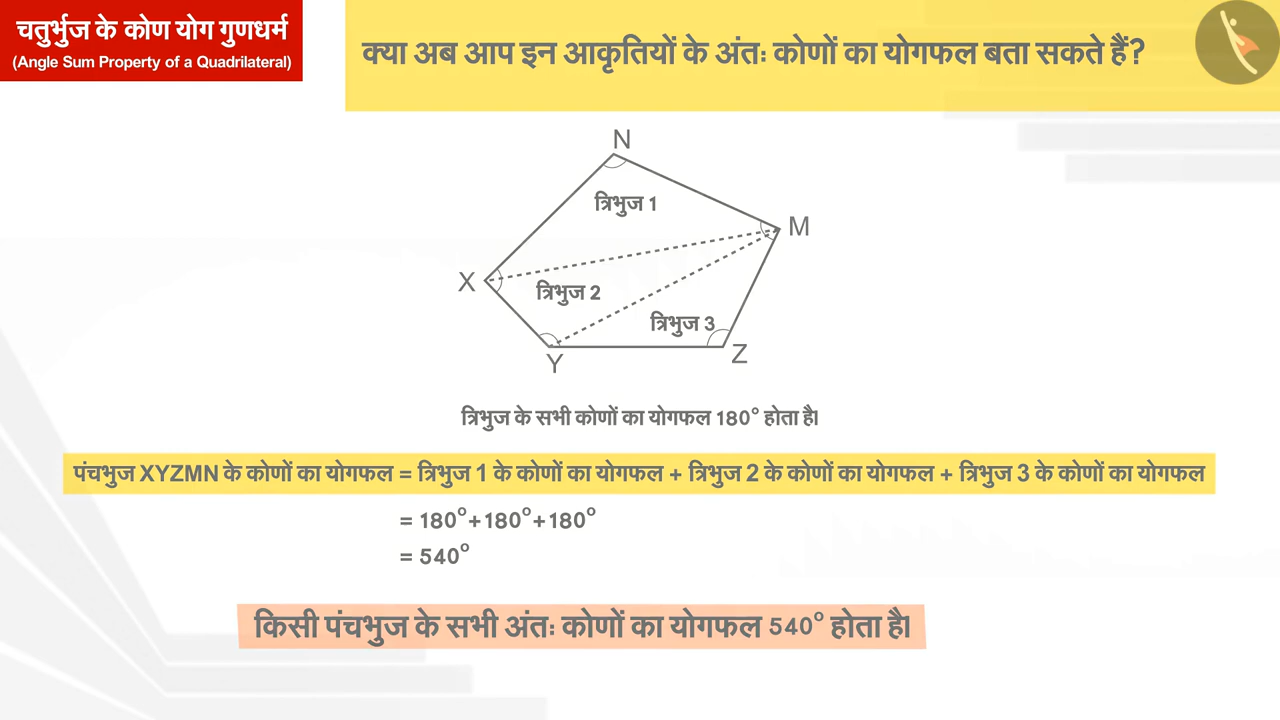 चतुर्भुज के कोण योग गुणधर्म
(Angle Sum Property of a Quadrilateral)
क्या अब आप इन आकृतियों के अंतः कोणों का योगफल बता सकते हैं?
N
त्रिभुज 1
M
X
त्रिभुज 2
त्रिभुज 3
Y
Z
त्रिभुज के सभी कोणों का योगफल 180° होता है।
पंचभुज XYZMN के कोणों का योगफल = त्रिभुज 1 के कोणों का योगफल + त्रिभुज 2 के कोणों का योगफल + त्रिभुज 3 के कोणों का योगफल
= 180°+180°+180°
= 540°
किसी पंचभुज के सभी अंतः कोणों का योगफल 540° होता है।